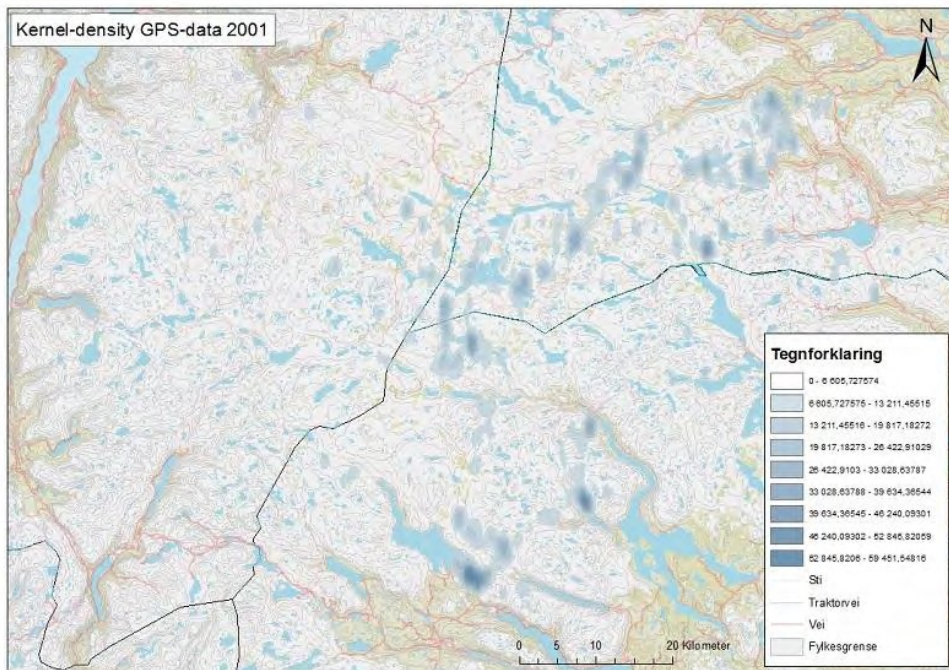 Kernel-density GPS-data 2001
N
Tegnforklaring
0 - 6 605,727574
6 605,727575 - 13 211,45515
13 211,45516 - 19 817,18272
19 817,18273 - 26 422,91029
26 422,9103 - 33 028,63787
33 028,63788 - 39 634,36544
39 634,36545 - 46 240,09301
46 240,09302 - 52 845,82059
52 845,8206 - 59 451,54816
Sti
Traktorvei
Vei
Fylkesgrense
0 5 10 20 Kilometer